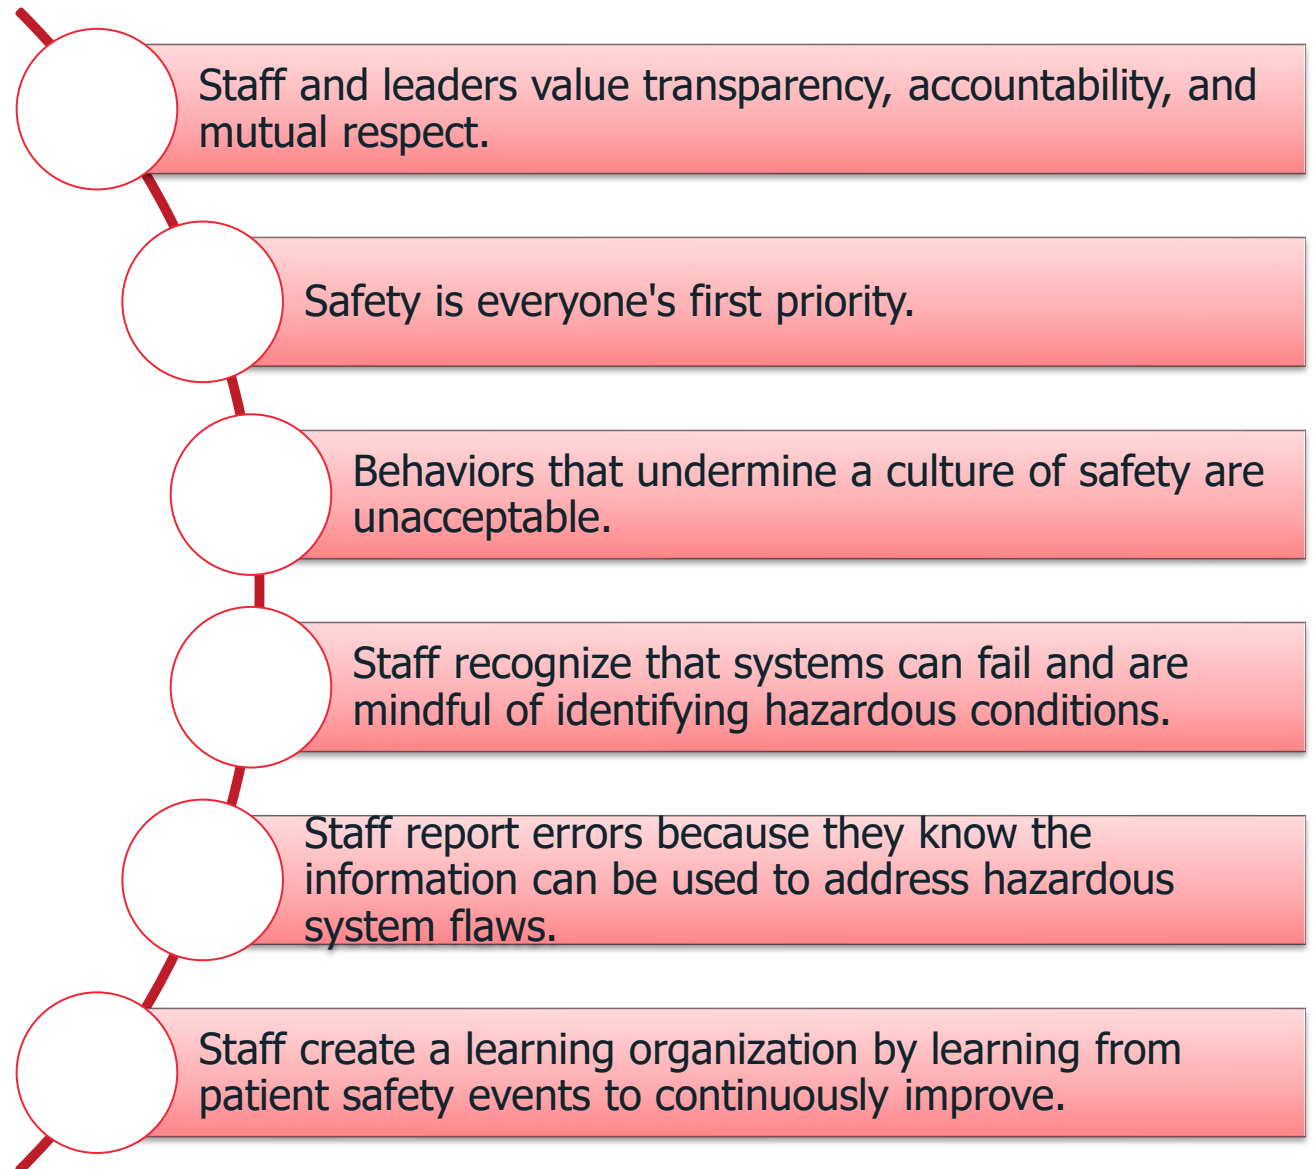 Staff and leaders value transparency, accountability, and
mutual respect.
Safety is everyone's first priority.
Behaviors that undermine a culture of safety are
unacceptable.
Staff recognize that systems can fail and are
mindful of identifying hazardous conditions.
Staff report errors because they know the
information can be used to address hazardous
system flaws.
Staff create a learning organization by learning from
patient safety events to continuously improve.